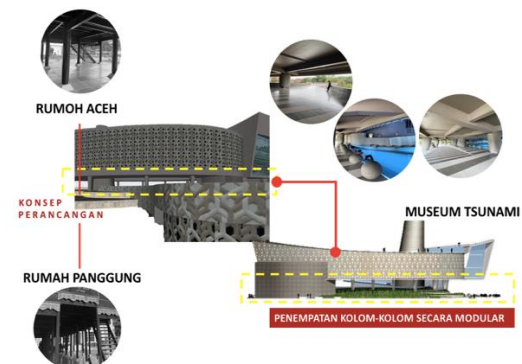 RUMOH ACEH
KONSEP
PERANCANGAN
RUMAH PANGGUNG
MUSEUM TSUNAMI
PENEMPATAN KOLOM-KOLOM SECARA MODULAR